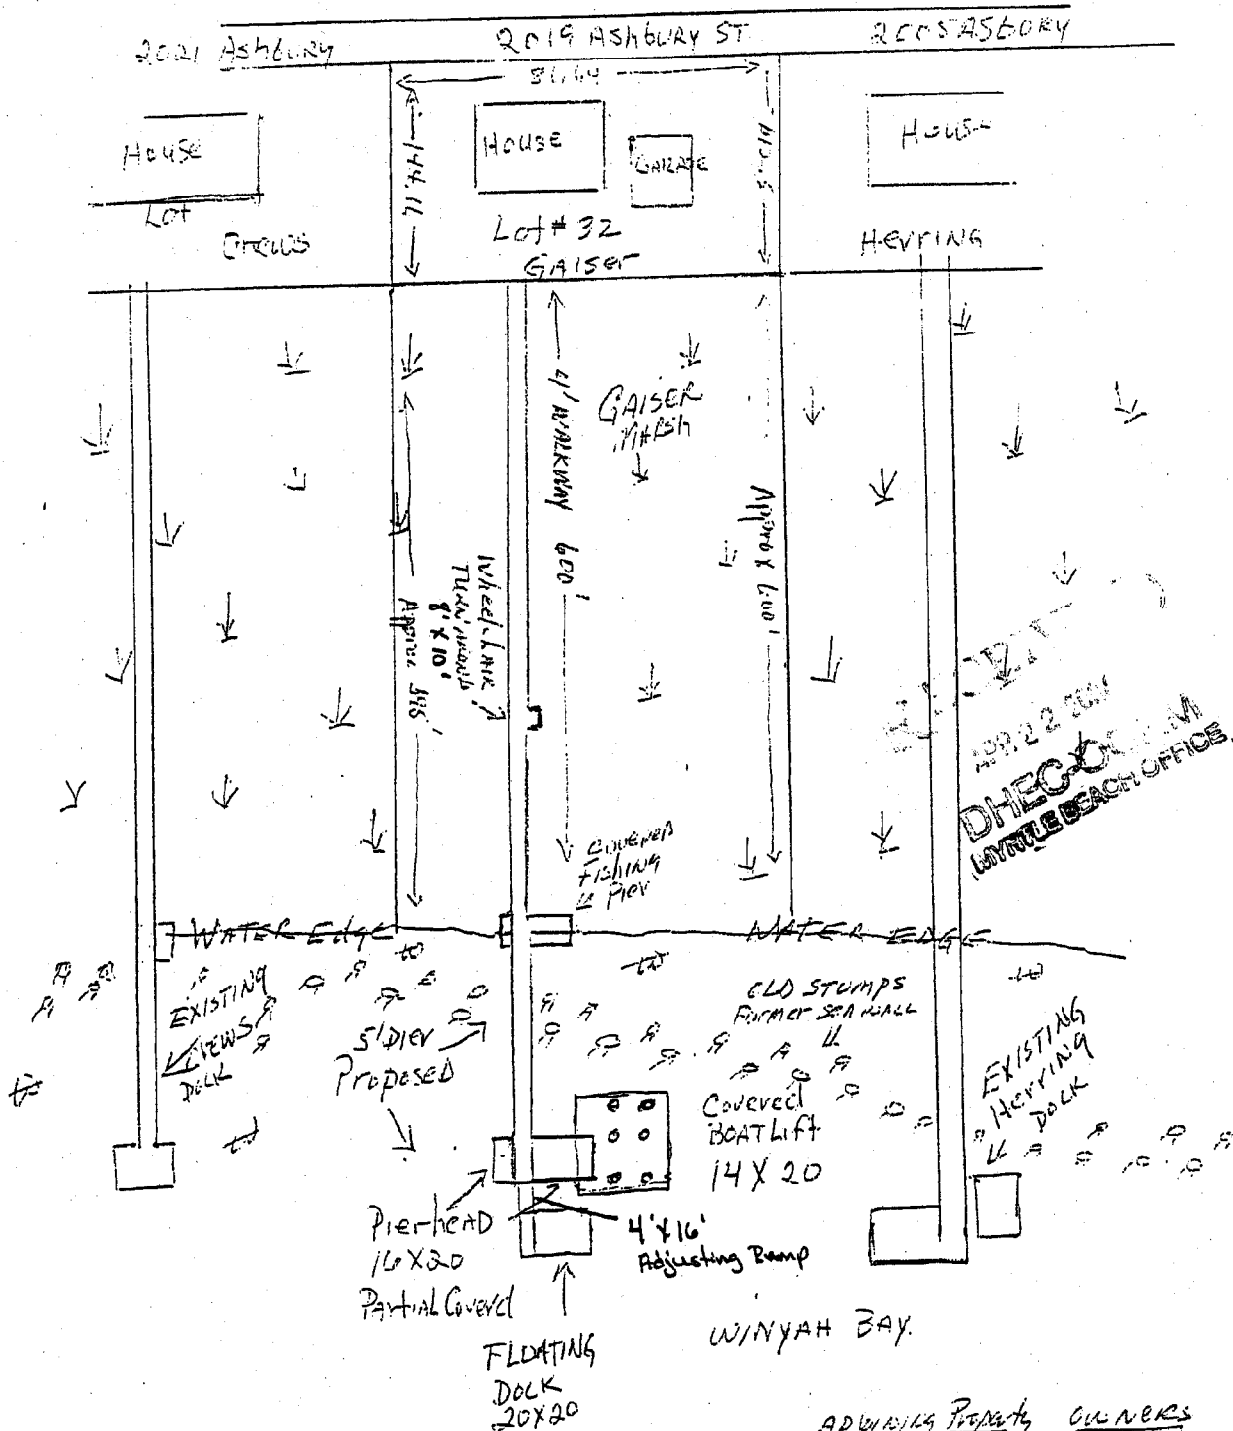 2021 Ashbury
2019 ASHBURY ST
ASBURY
House
House
GARAGE
House
Lot
Lot # 32
GAISER
Herring
144.16
4' WALKWAY 600'
GAISER
MARSH
Approx 600'
Wheelchair
Turn around
8' X 10'
Approx
APR 22
DHEC-OCRM
MYRTLE BEACH OFFICE
COVERED
FISHING
Pier
WATER EDGE
WATER EDGE
EXISTING
CREWS
DOCK
5' PIER
Proposed
OLD STUMPS
Former SEA WALL
EXISTING
Herring
DOCK
Covered
BOAT Lift
14 X 20
PierheAD
16 X 20
PArtiAL Coverd
4' X 16'
Adjusting Ramp
FLOATING
DOCK
20 X 20
WINYAH BAY.
ADJOINING Property OWNERS